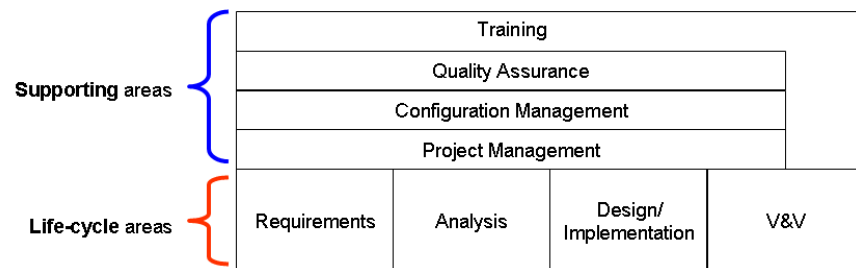 Training
Quality Assurance
Supporting areas
Configuration Management
Project Management
Requirements
Analysis
Design/
Implementation
V&V
Life-cycle areas